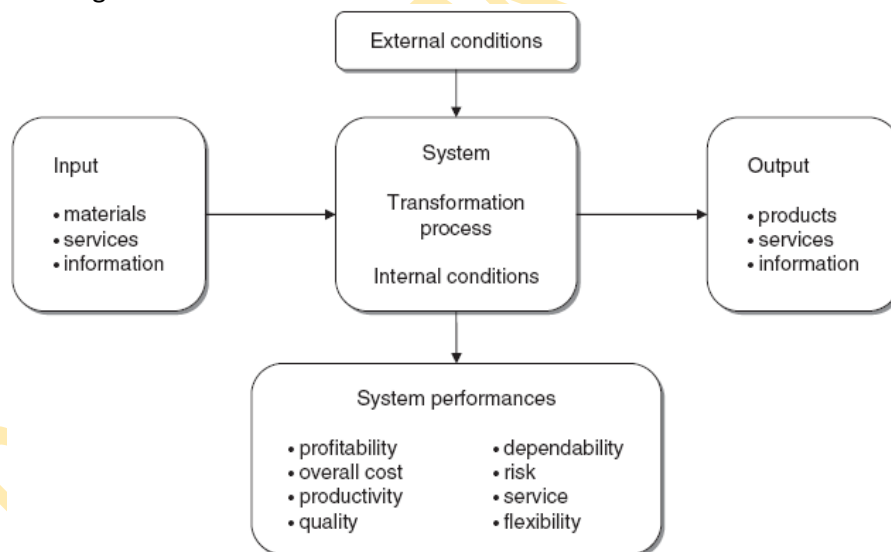 External conditions
Input
• materials
• services
• information
System
Transformation
process
Internal conditions
Output
• products
• services
• information
System performances
• profitability
• overall cost
• productivity
• quality
• dependability
• risk
• service
• flexibility